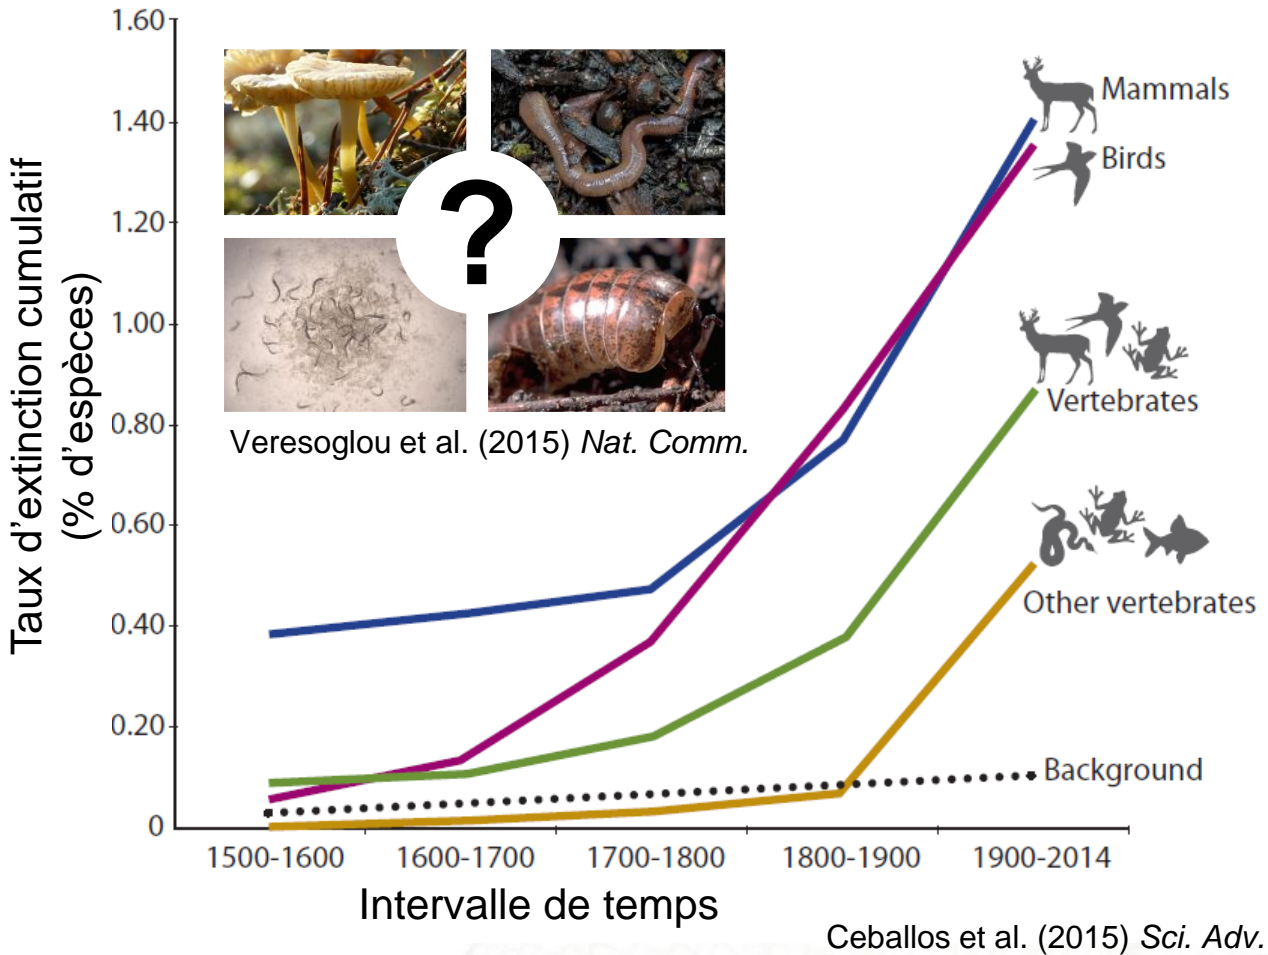 Taux d’extinction cumulatif
(% d’espèces)
1.60
1.40
1.20
1.00
0.80
0.60
0.40
0.20
0
?
Veresoglou et al. (2015) Nat. Comm.
Mammals
Birds
Vertebrates
Other vertebrates
Background
1500-1600 1600-1700 1700-1800 1800-1900 1900-2014
Intervalle de temps
Ceballos et al. (2015) Sci. Adv.